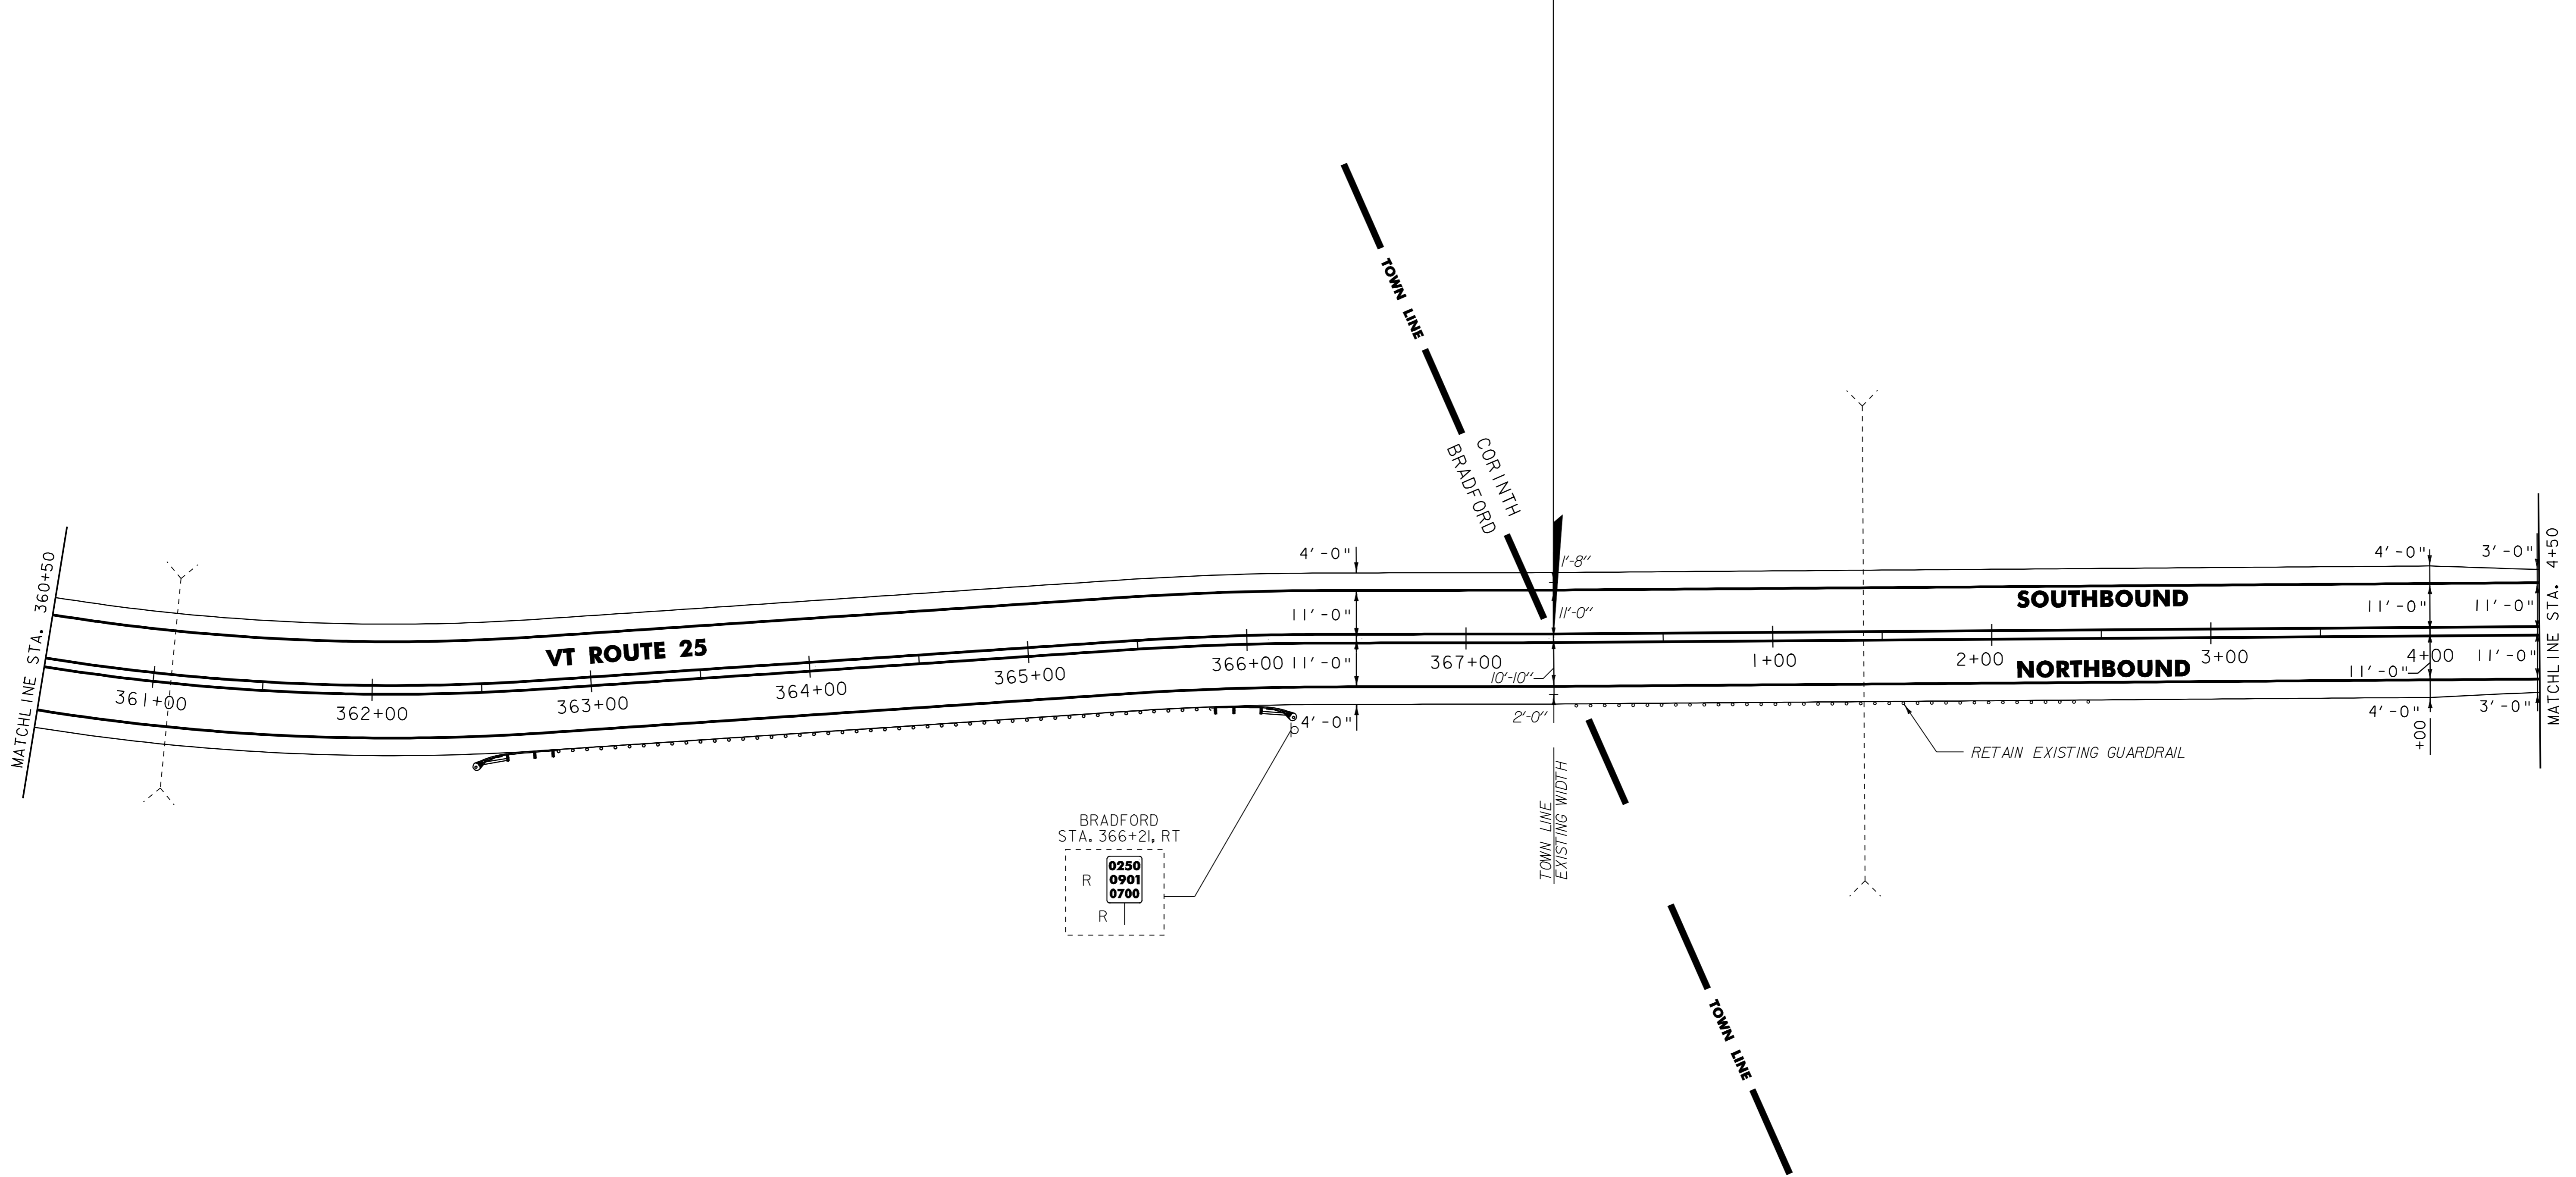 TOWN LINE
CORINTH
BRADFORD
MATCHLINE STA. 360+50
MATCHLINE STA. 4+50
4'-0"
1'-8"
4'-0"
3'-0"
11'-0"
11'-0"
SOUTHBOUND
11'-0"
11'-0"
VT ROUTE 25
361+00
362+00
363+00
364+00
365+00
366+00
11'-0"
367+00
10'-10"
1+00
2+00
NORTHBOUND
3+00
4+00
11'-0"
11'-0"
4'-0"
2'-0"
4'-0"
3'-0"
+00
RETAIN EXISTING GUARDRAIL
TOWN LINE
EXISTING WIDTH
BRADFORD
STA. 366+21, RT
0250
R 0901
0700
R
TOWN LINE